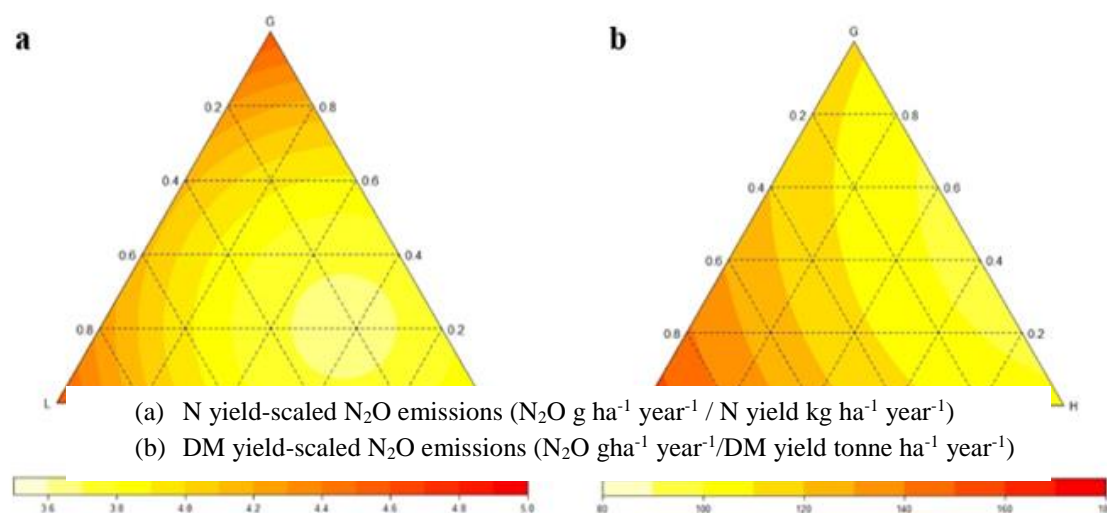 a
b
G
G
0.2
0.8
0.2
0.8
0.4
0.6
0.4
0.6
0.6
0.4
0.6
0.4
0.8
0.2
0.8
0.2
L
H
(a) N yield-scaled N₂O emissions (N₂O g ha⁻¹ year⁻¹ / N yield kg ha⁻¹ year⁻¹)
(b) DM yield-scaled N₂O emissions (N₂O gha⁻¹ year⁻¹/DM yield tonne ha⁻¹ year⁻¹)
3.6 3.8 4.0 4.2 4.4 4.6 4.8 5.0
80 100 120 140 160